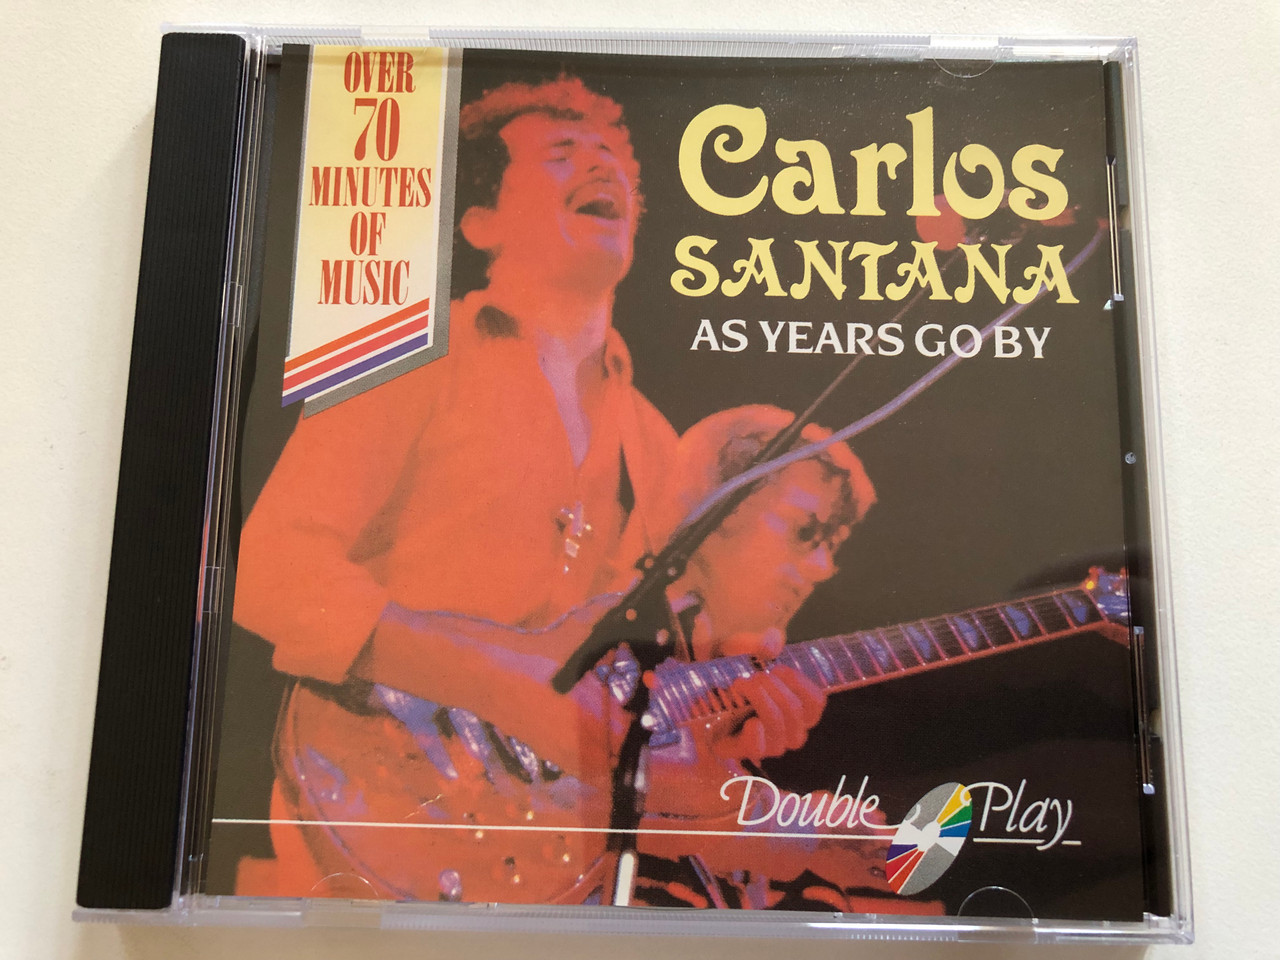 OVER
70
MINUTES
OF
MUSIC
Carlos
SANTANA
AS YEARS GO BY
Double Play